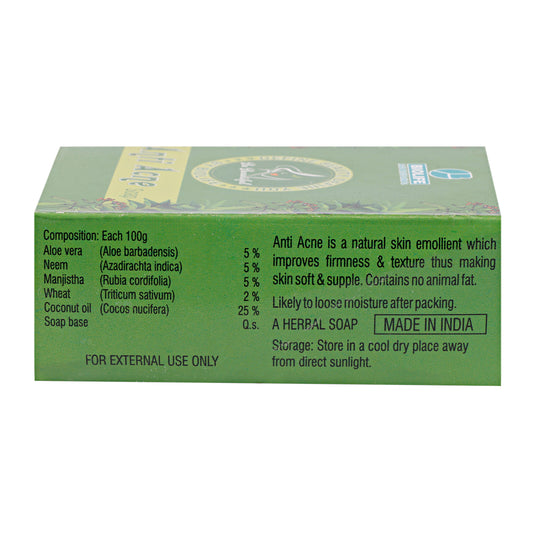 Anti Acne
BIOLIFE
Composition: Each 100g
Aloe vera (Aloe barbadensis) 5 %
Neem (Azadirachta indica) 5 %
Manjistha (Rubia cordifolia) 5 %
Wheat (Triticum sativum) 2 %
Coconut oil (Cocos nucifera) 25 %
Soap base Q.s.
FOR EXTERNAL USE ONLY
Anti Acne is a natural skin emollient which
improves firmness & texture thus making
skin soft & supple. Contains no animal fat.
Likely to loose moisture after packing.
A HERBAL SOAP MADE IN INDIA
Storage: Store in a cool dry place away
from direct sunlight.